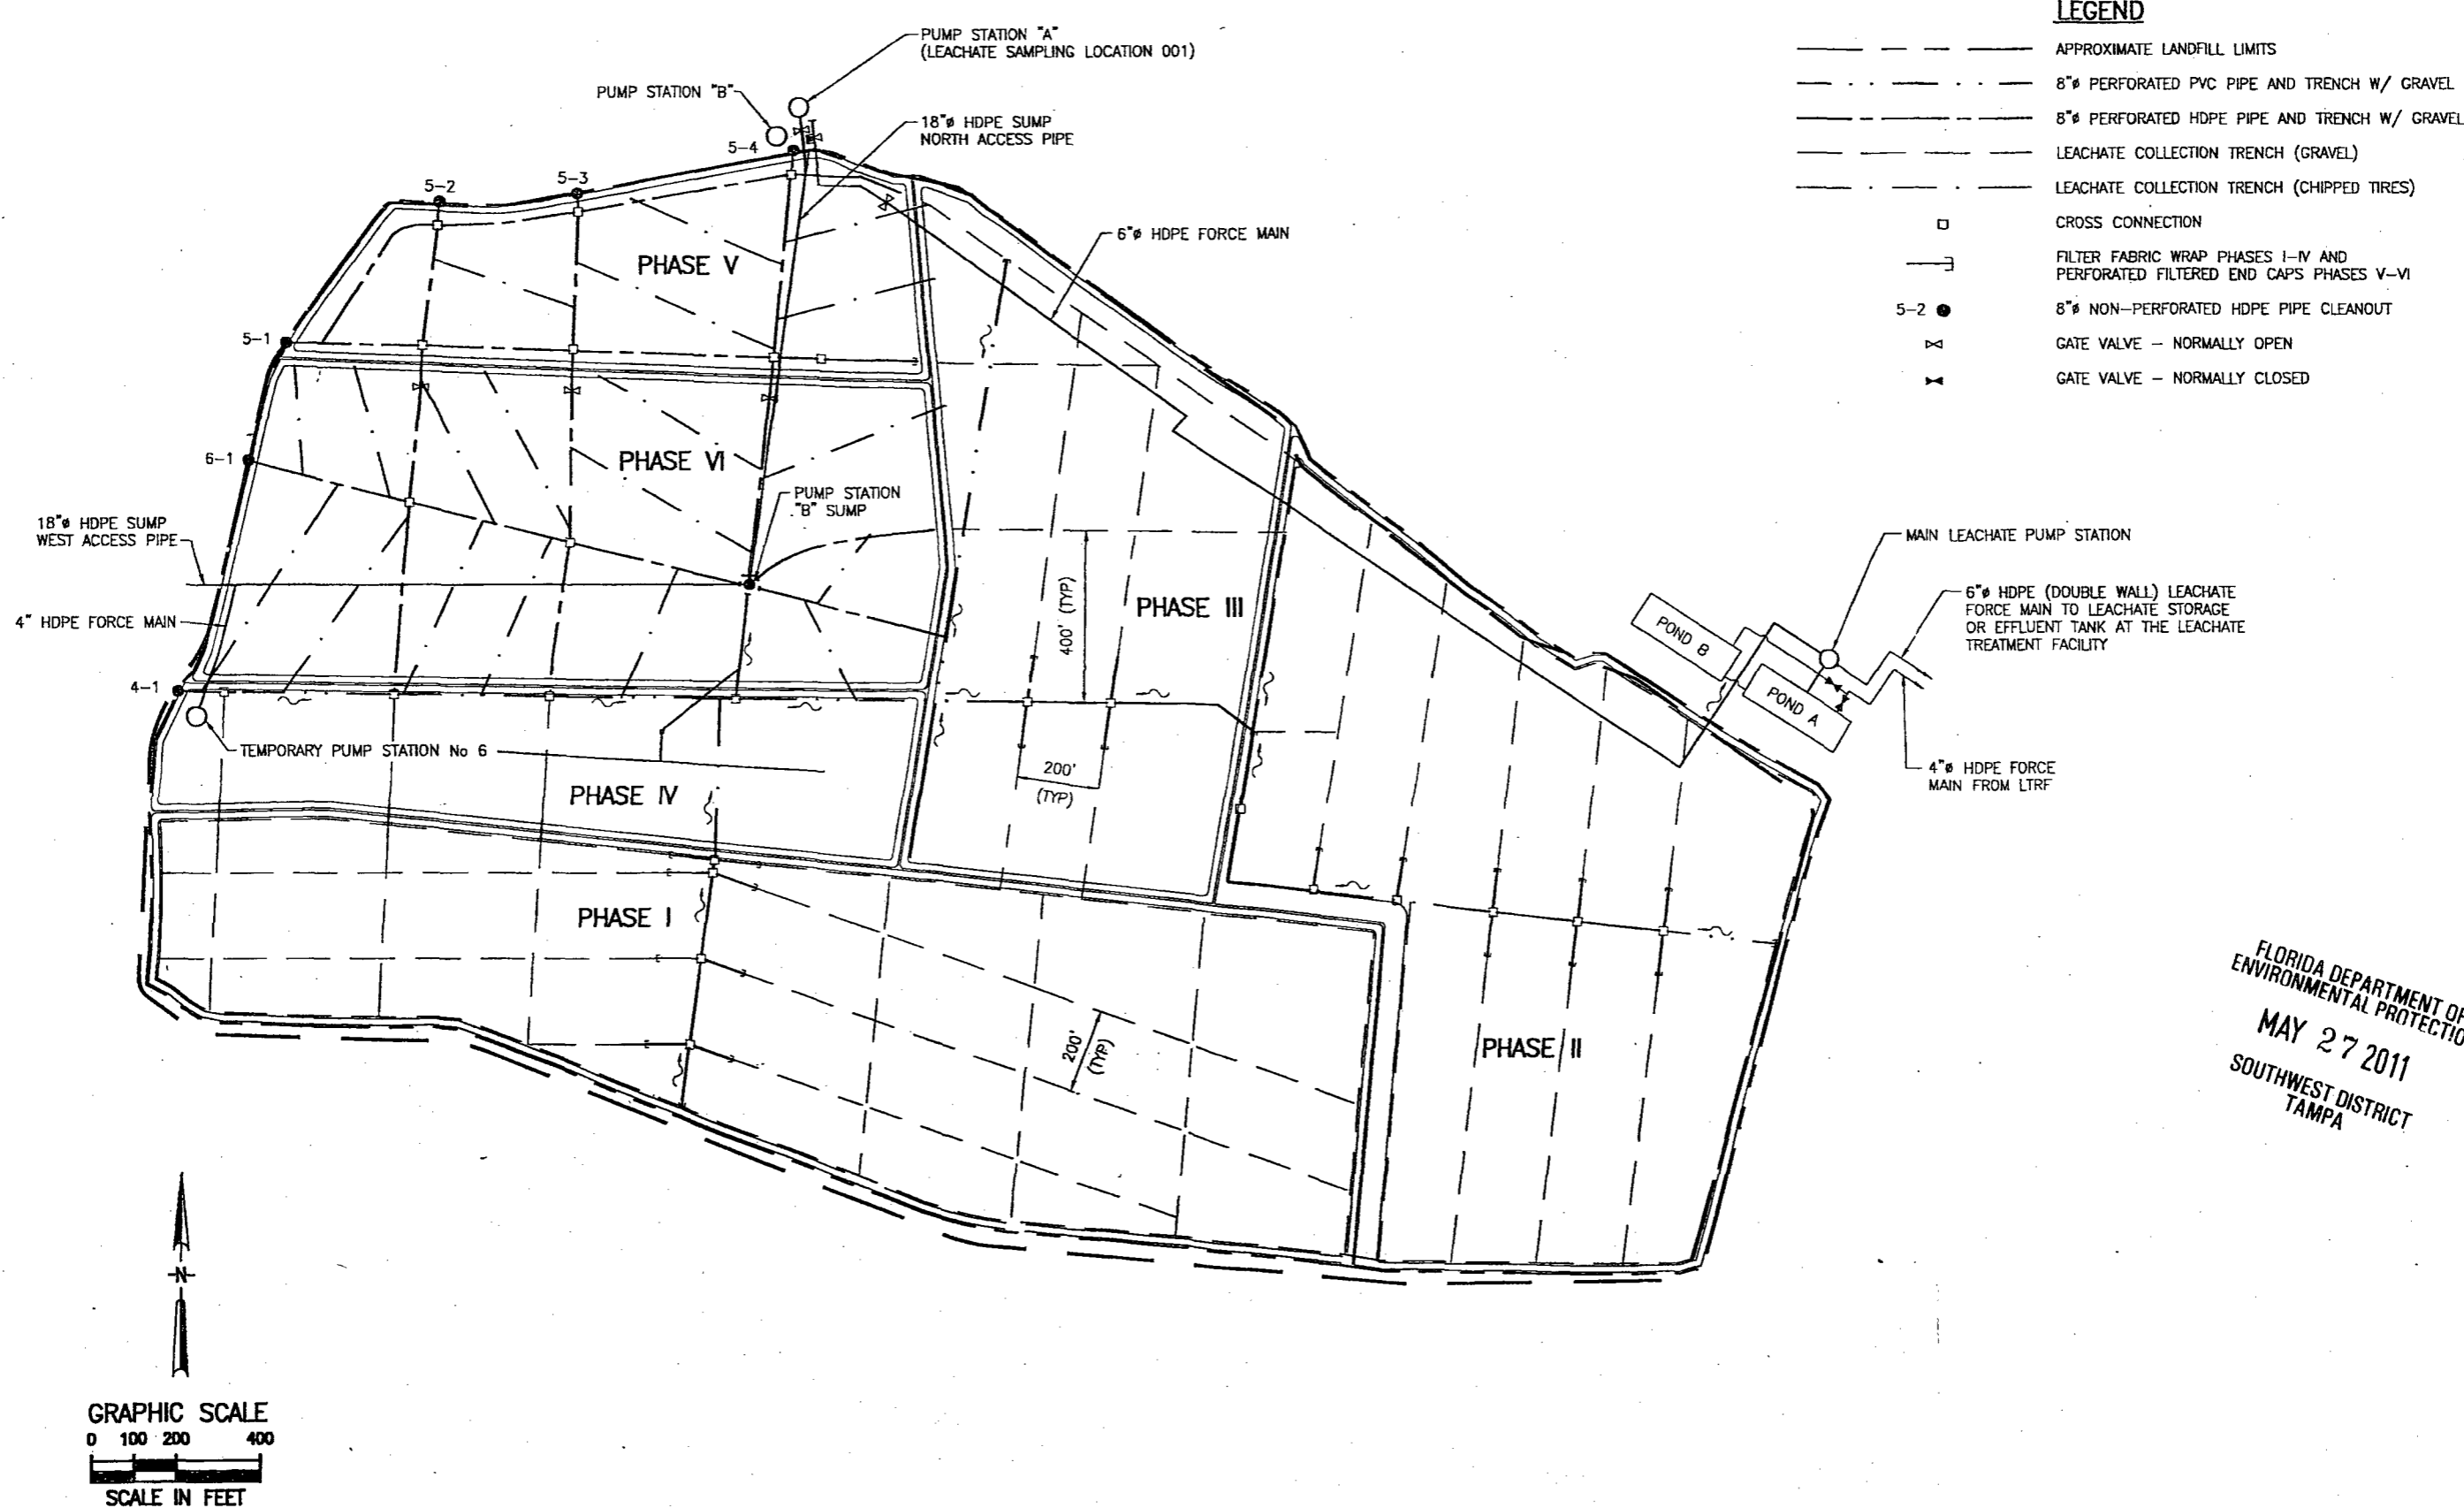 LEGEND
APPROXIMATE LANDFILL LIMITS
8"ø PERFORATED PVC PIPE AND TRENCH W/ GRAVEL
8"ø PERFORATED HDPE PIPE AND TRENCH W/ GRAVEL
LEACHATE COLLECTION TRENCH (GRAVEL)
LEACHATE COLLECTION TRENCH (CHIPPED TIRES)
CROSS CONNECTION
FILTER FABRIC WRAP PHASES I-IV AND
PERFORATED FILTERED END CAPS PHASES V-VI
5-2
8"ø NON-PERFORATED HDPE PIPE CLEANOUT
GATE VALVE - NORMALLY OPEN
GATE VALVE - NORMALLY CLOSED
PUMP STATION "A"
(LEACHATE SAMPLING LOCATION 001)
PUMP STATION "B"
18"ø HDPE SUMP
NORTH ACCESS PIPE
5-4
5-3
5-2
6"ø HDPE FORCE MAIN
PHASE V
5-1
6-1
PHASE VI
PUMP STATION
"B" SUMP
18"ø HDPE SUMP
WEST ACCESS PIPE
4" HDPE FORCE MAIN
4-1
400' (TYP)
PHASE III
MAIN LEACHATE PUMP STATION
6"ø HDPE (DOUBLE WALL) LEACHATE
FORCE MAIN TO LEACHATE STORAGE
OR EFFLUENT TANK AT THE LEACHATE
TREATMENT FACILITY
POND B
POND A
4"ø HDPE FORCE
MAIN FROM LTRF
TEMPORARY PUMP STATION No 6
200'
(TYP)
PHASE IV
PHASE I
200'
(TYP)
PHASE II
FLORIDA DEPARTMENT OF
ENVIRONMENTAL PROTECTIO
MAY 27 2011
SOUTHWEST DISTRICT
TAMPA
N
GRAPHIC SCALE
0 100 200 400
SCALE IN FEET